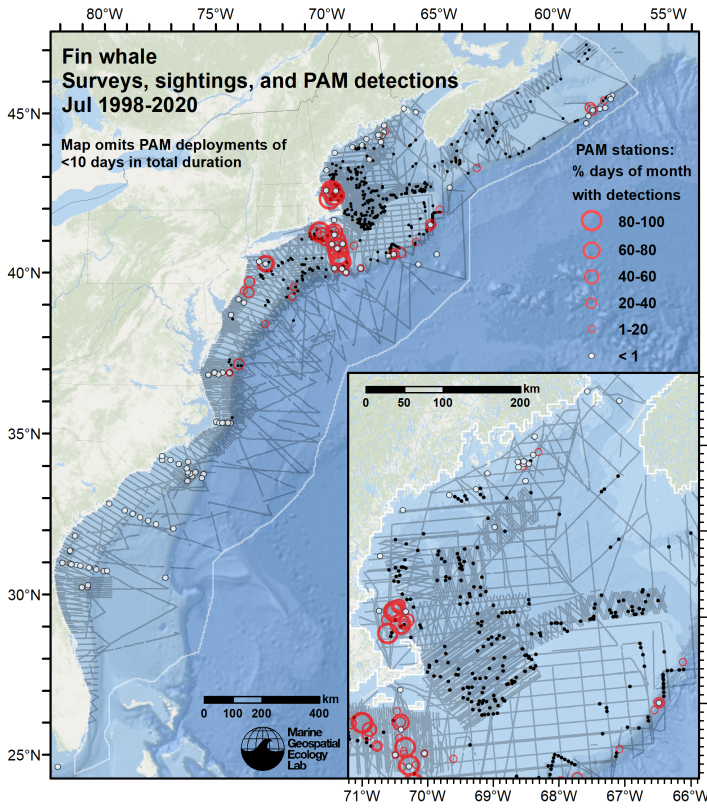 80°W 75°W 70°W 65°W 60°W 55°W
Fin whale
Surveys, sightings, and PAM detections
Jul 1998-2020
Map omits PAM deployments of
<10 days in total duration
45°N
40°N
35°N
30°N
25°N
PAM stations:
% days of month
with detections
80-100
60-80
40-60
20-40
1-20
< 1
km
0 50 100 200
km
0 100 200 400
Marine
Geospatial
Ecology
Lab
71°W 70°W 69°W 68°W 67°W 66°W